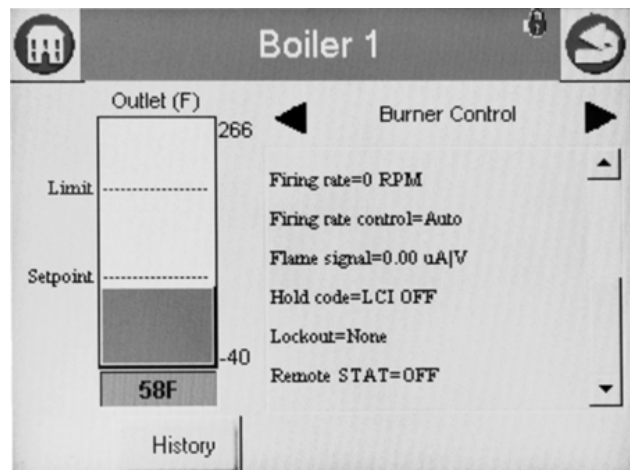 Boiler 1
Outlet (F)
266
Limit
Setpoint
-40
58F
History
Burner Control
Firing rate=0 RPM
Firing rate control=Auto
Flame signal=0.00 uA|V
Hold code=LCI OFF
Lockout=None
Remote STAT=OFF